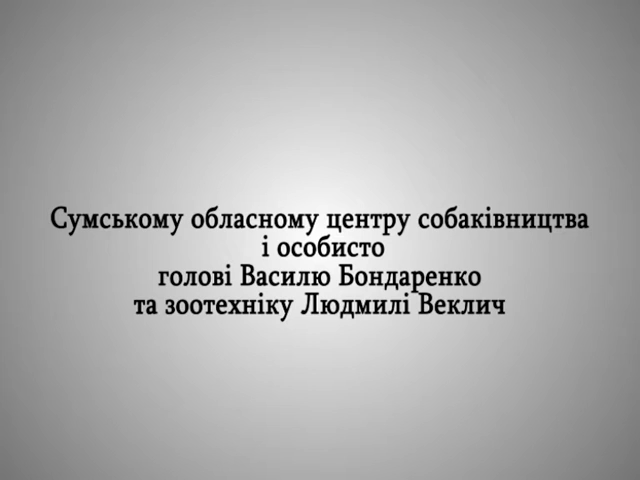 Сумському обласному центру собаківництва
і особисто
голові Василю Бондаренко
та зоотехніку Людмилі Веклич